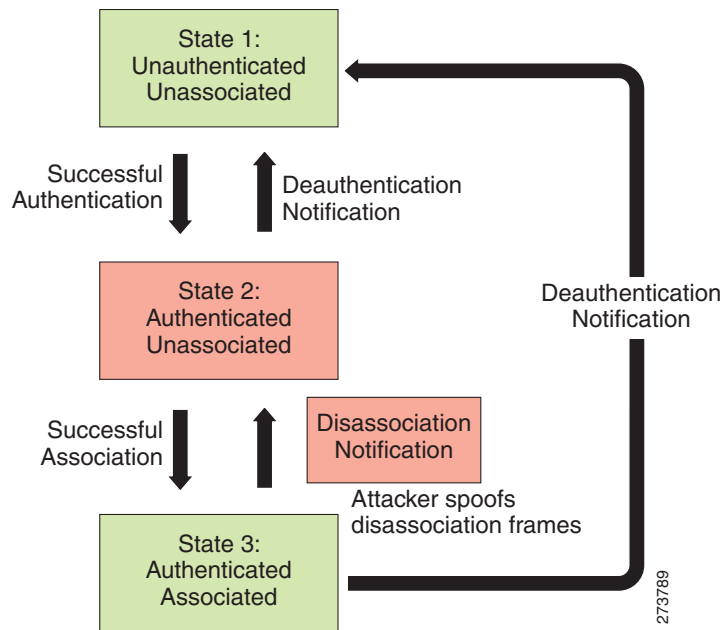 State 1:
Unauthenticated
Unassociated
Successful
Authentication
Deauthentication
Notification
State 2:
Authenticated
Unassociated
Deauthentication
Notification
Successful
Association
Disassociation
Notification
Attacker spoofs
disassociation frames
State 3:
Authenticated
Associated
273789